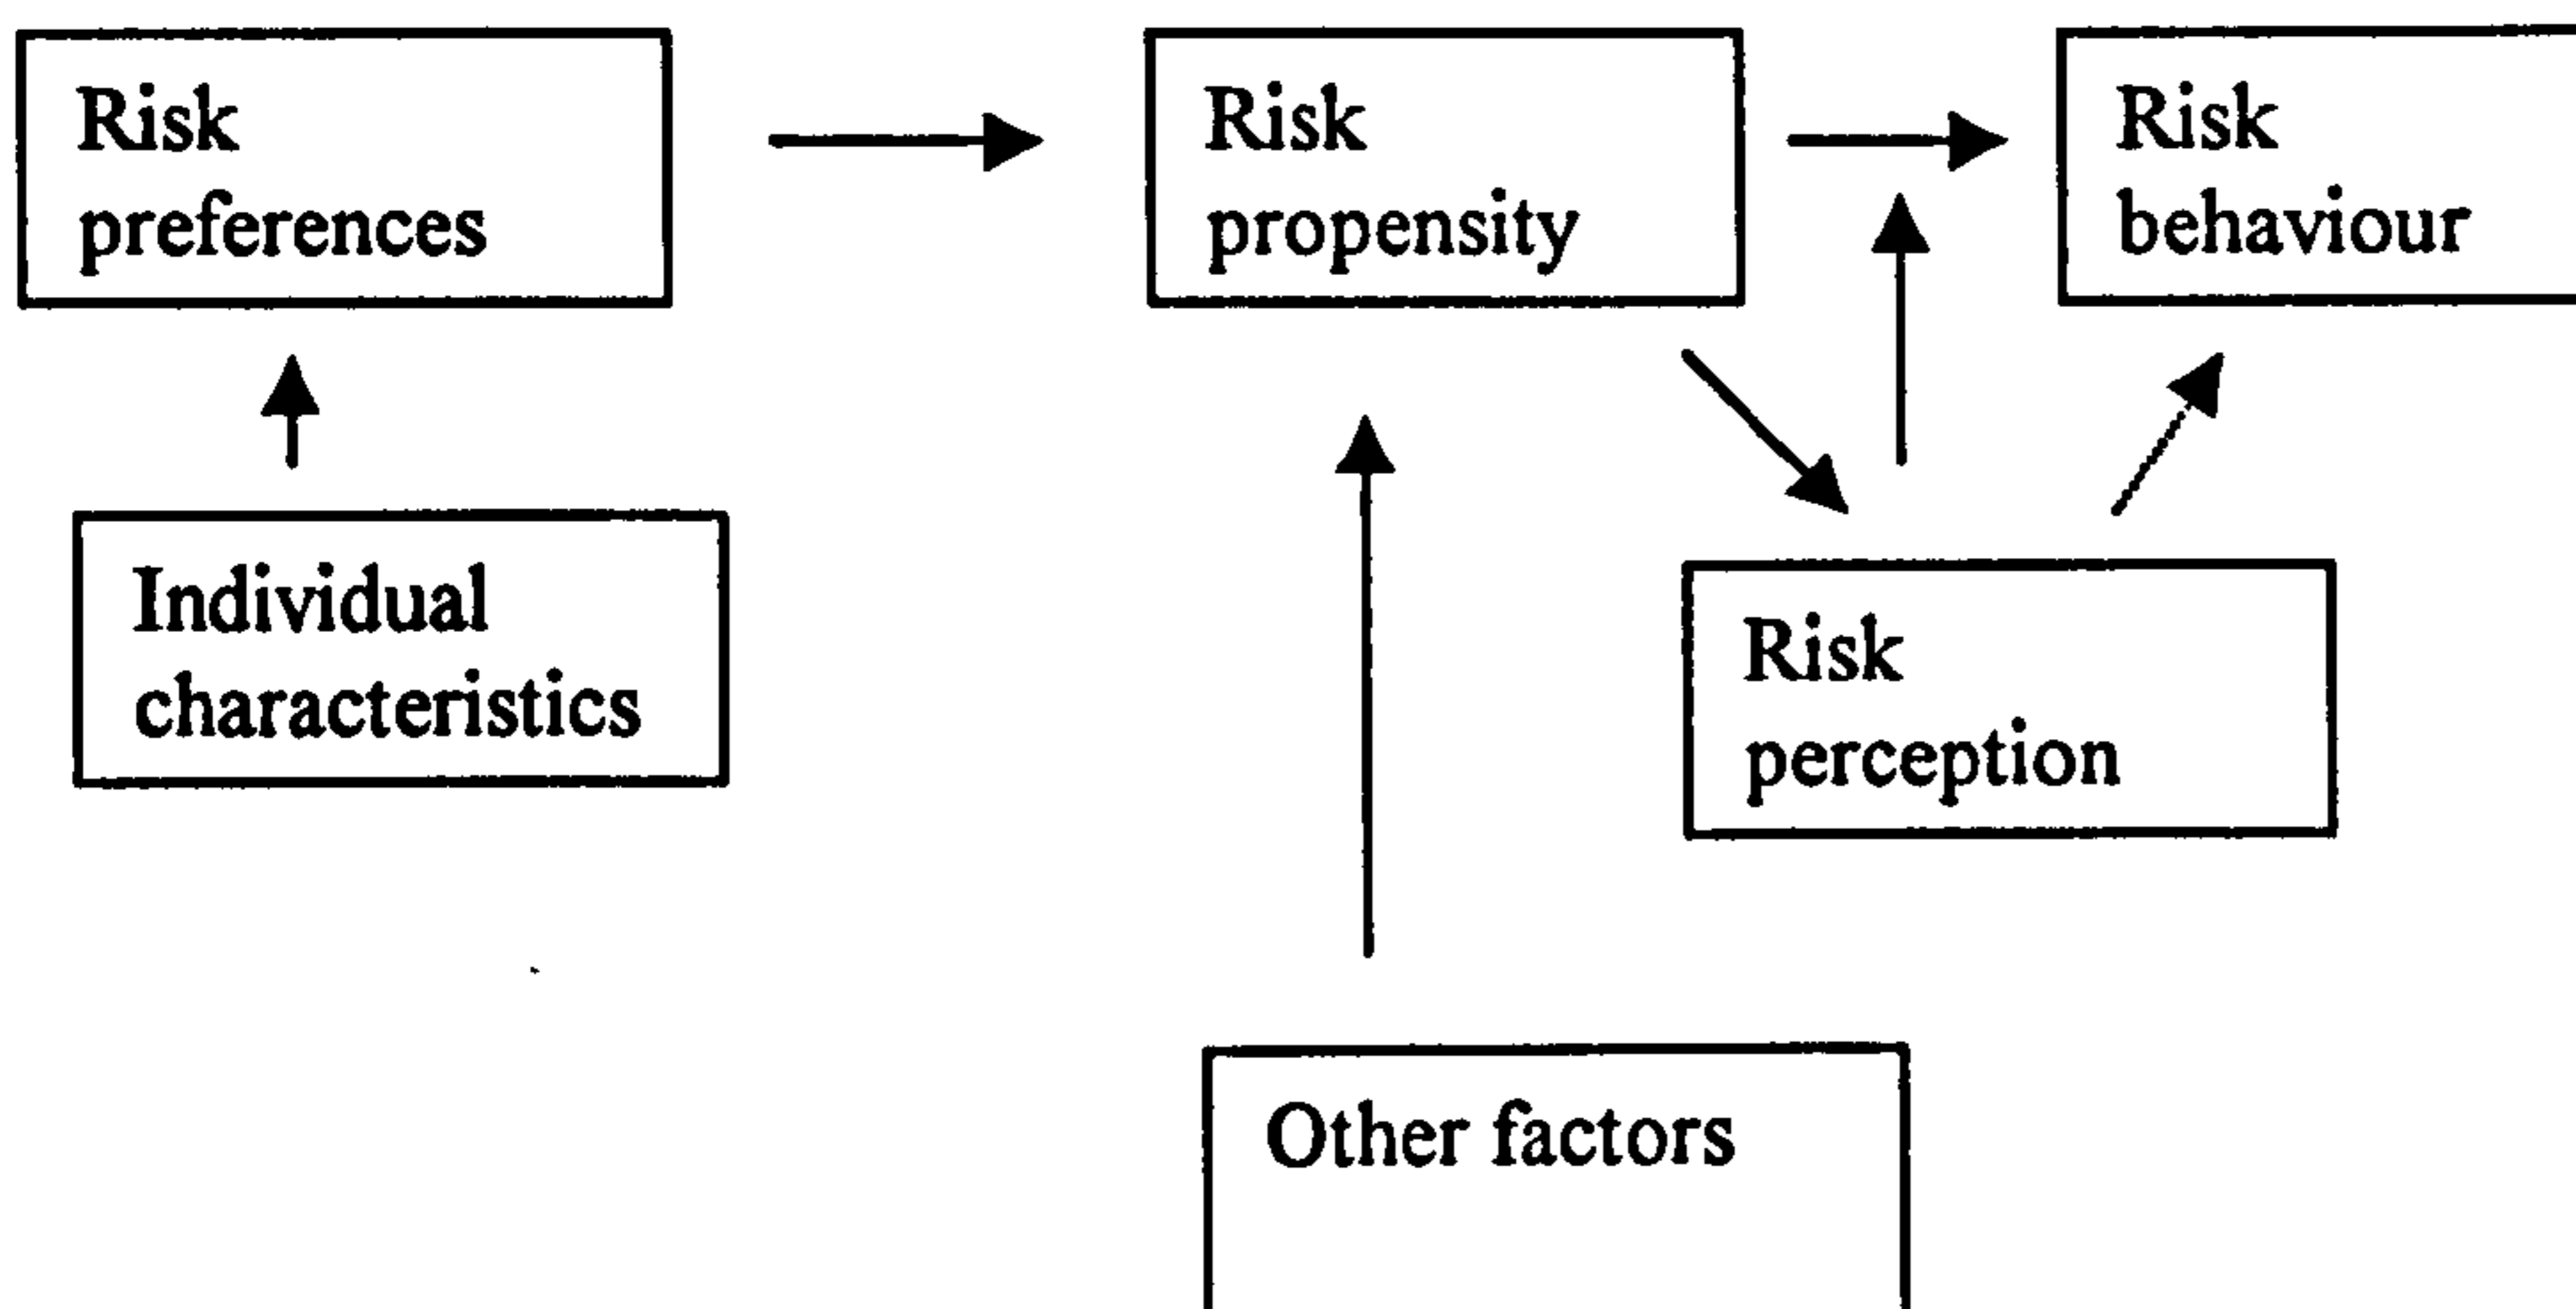 Risk
preferences
Risk
propensity
Risk
behaviour
Individual
characteristics
Risk
perception
Other factors